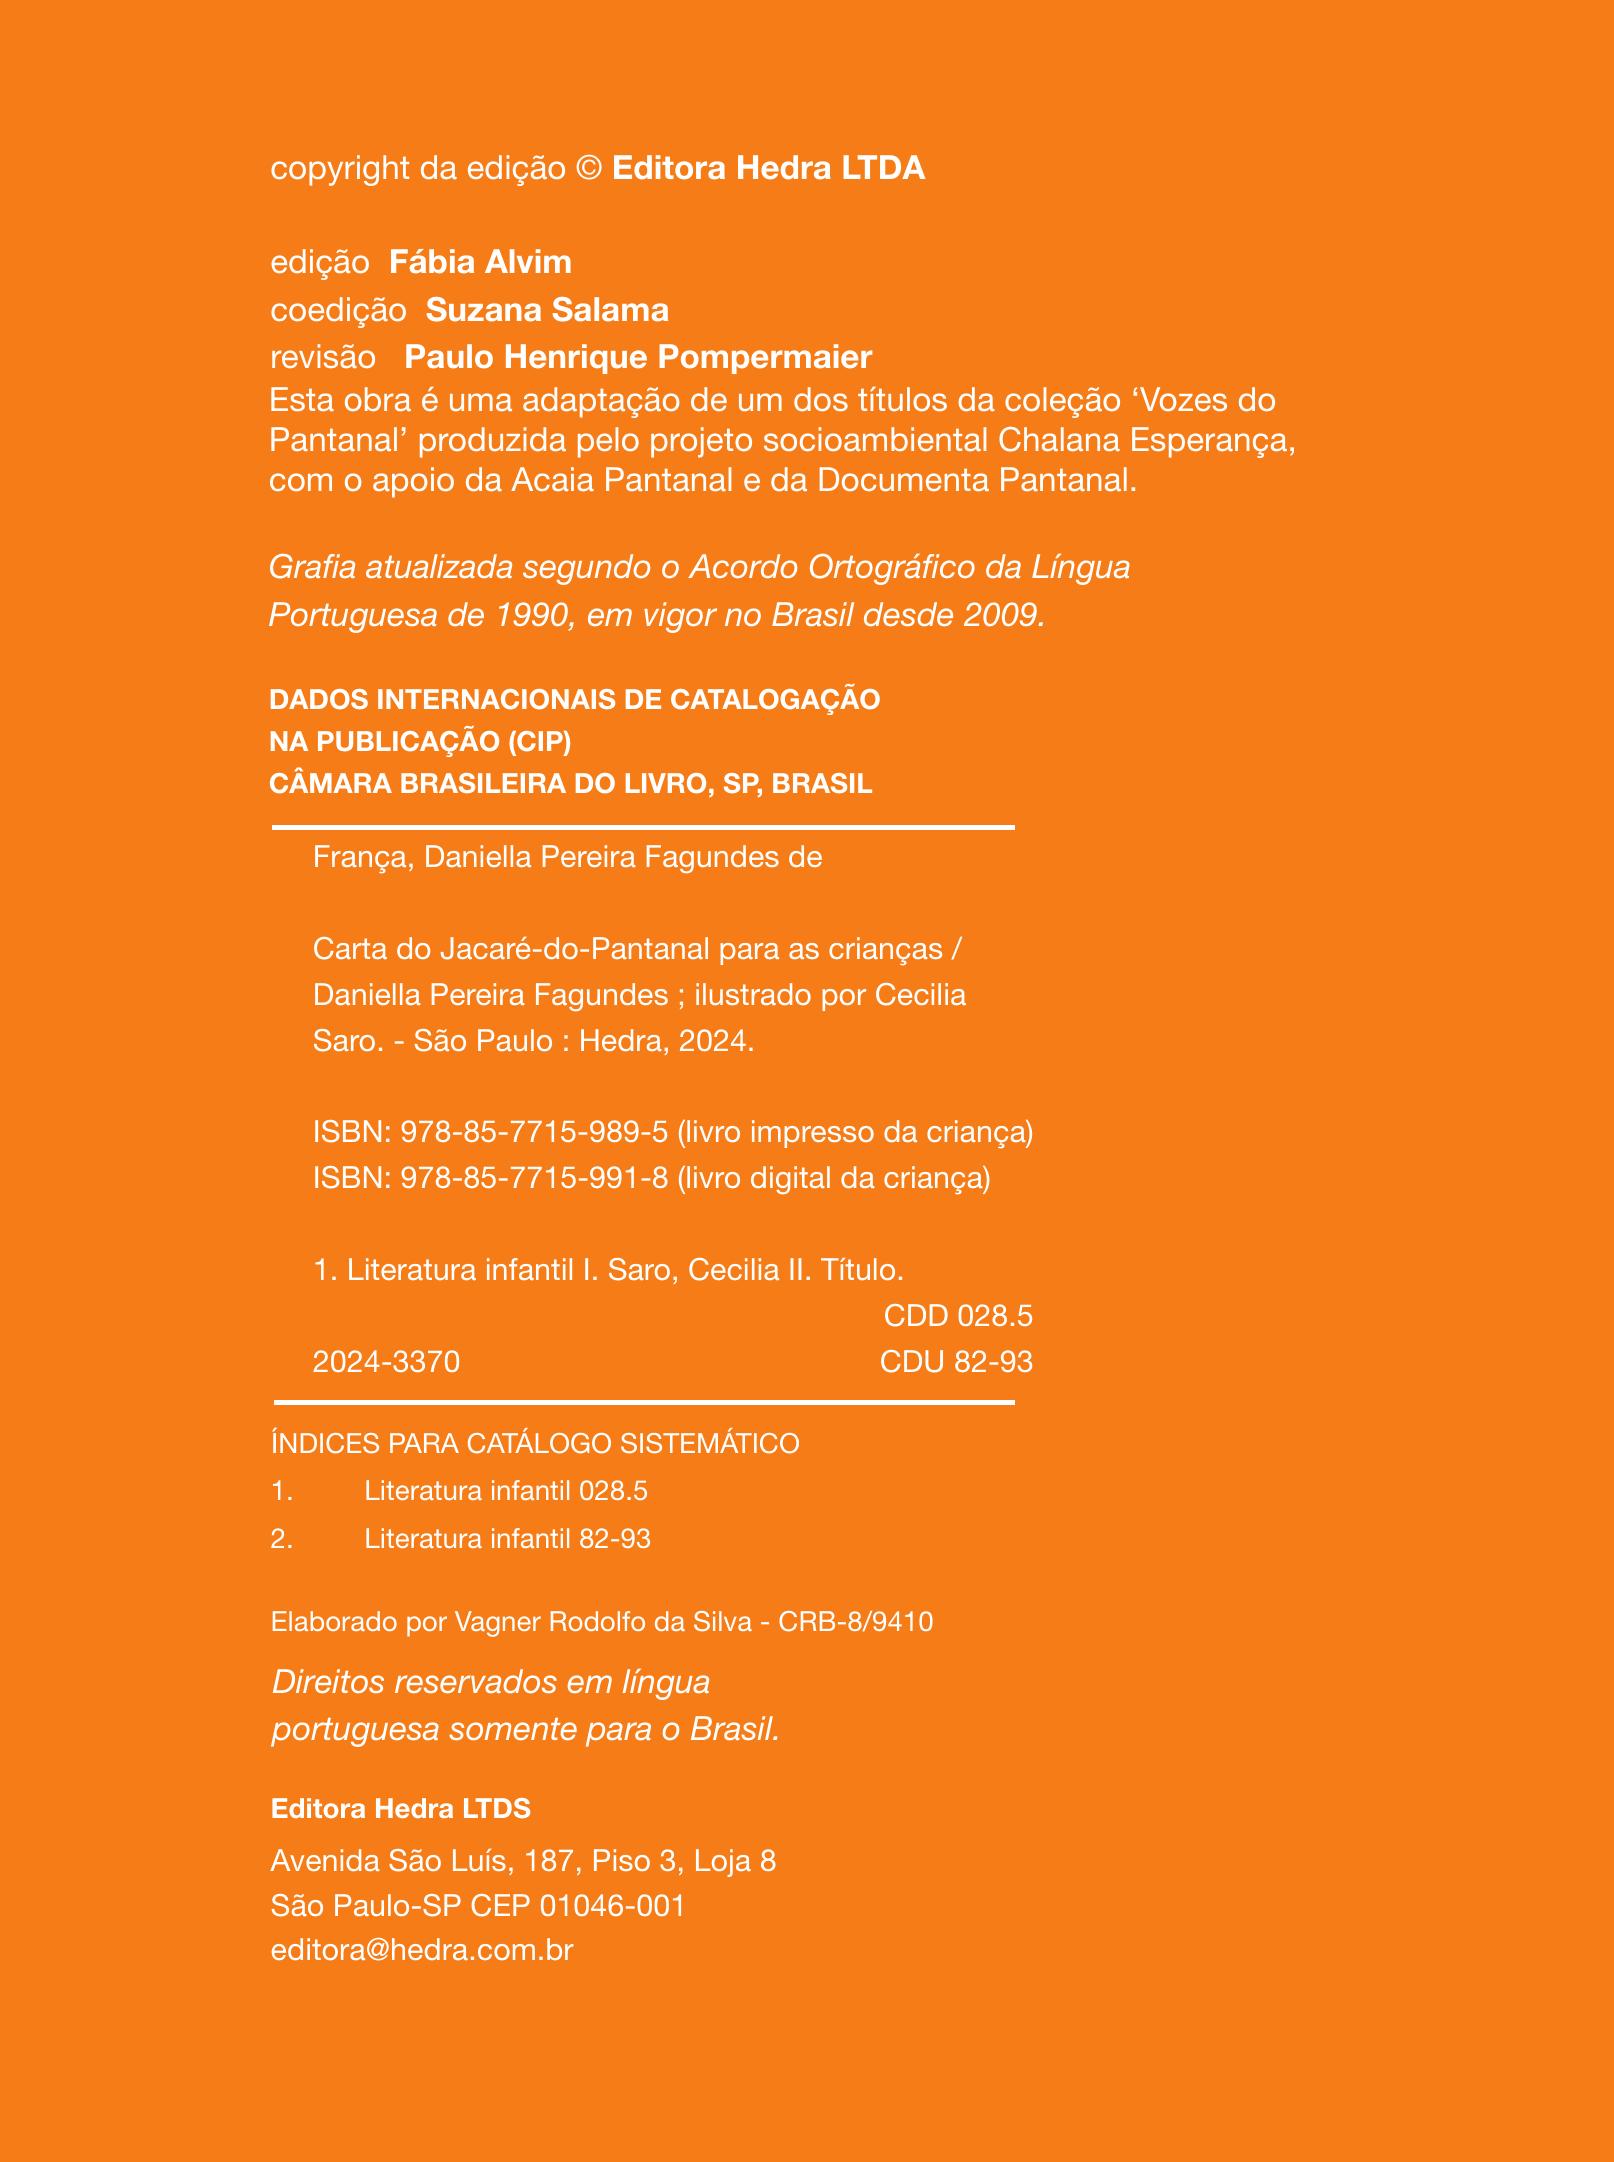 copyright da edição © Editora Hedra LTDA
edição Fábia Alvim
coedição Suzana Salama
revisão Paulo Henrique Pompermaier
Esta obra é uma adaptação de um dos títulos da coleção ‘Vozes do
Pantanal’ produzida pelo projeto socioambiental Chalana Esperança,
com o apoio da Acaia Pantanal e da Documenta Pantanal.
Grafia atualizada segundo o Acordo Ortográfico da Língua
Portuguesa de 1990, em vigor no Brasil desde 2009.
DADOS INTERNACIONAIS DE CATALOGAÇÃO
NA PUBLICAÇÃO (CIP)
CÂMARA BRASILEIRA DO LIVRO, SP, BRASIL
França, Daniella Pereira Fagundes de
Carta do Jacaré-do-Pantanal para as crianças /
Daniella Pereira Fagundes ; ilustrado por Cecilia
Saro. - São Paulo : Hedra, 2024.
ISBN: 978-85-7715-989-5 (livro impresso da criança)
ISBN: 978-85-7715-991-8 (livro digital da criança)
1. Literatura infantil I. Saro, Cecilia II. Título.
CDD 028.5
2024-3370 CDU 82-93
ÍNDICES PARA CATÁLOGO SISTEMÁTICO
1. Literatura infantil 028.5
2. Literatura infantil 82-93
Elaborado por Vagner Rodolfo da Silva - CRB-8/9410
Direitos reservados em língua
portuguesa somente para o Brasil.
Editora Hedra LTDS
Avenida São Luís, 187, Piso 3, Loja 8
São Paulo-SP CEP 01046-001
editora@hedra.com.br